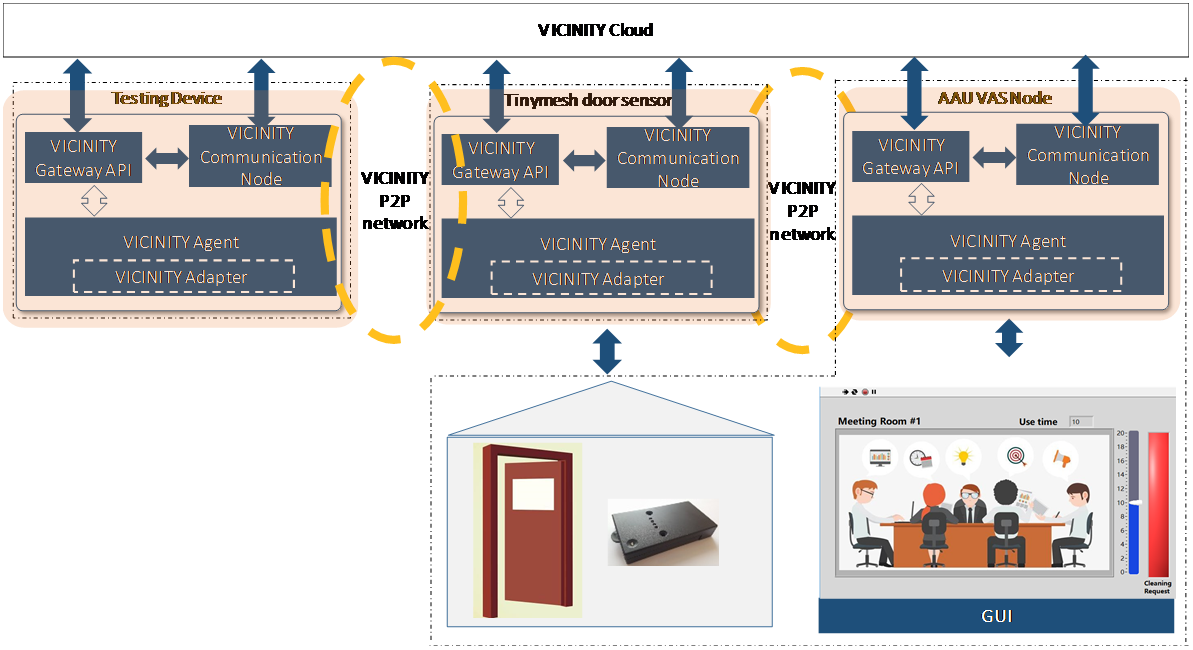 VICINITY Cloud
Testing Device
VICINITY
Gateway API
VICINITY
Communication
Node
VICINITY Agent
VICINITY Adapter
VICINITY
P2P
network
Tinymesh door sensor
VICINITY
Gateway API
VICINITY
Communication
Node
VICINITY Agent
VICINITY Adapter
VICINITY
P2P
network
AAU VAS Node
VICINITY
Gateway API
VICINITY
Communication
Node
VICINITY Agent
VICINITY Adapter
Meeting Room #1
Use time
10
20
18
16
14
12
10
8
6
4
2
0
Cleaning
Request
GUI